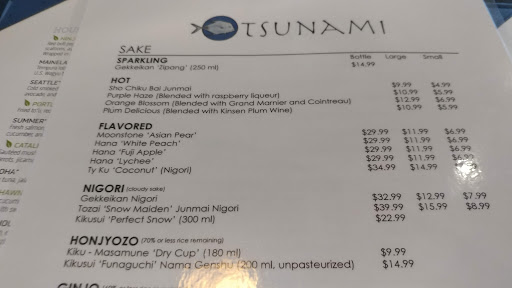 TSUNAMI
SAKE
Bottle Large Small
SPARKLING
Gekkeikan 'Zipang' (250 ml) $14.99
HOT
Sho Chiku Bai Junmai $9.99 $4.99
Purple Haze (Blended with raspberry liqueur) $10.99 $5.99
Orange Blossom (Blended with Grand Marnier and Cointreau) $12.99 $6.99
Plum Delicious (Blended with Kinsen Plum Wine) $10.99 $5.99
FLAVORED
Moonstone 'Asian Pear' $29.99 $11.99 $6.99
Hana 'White Peach' $29.99 $11.99 $6.99
Hana 'Fuji Apple' $29.99 $11.99 $6.99
Hana 'Lychee' $29.99 $11.99 $6.99
Ty Ku 'Coconut' (Nigori) $34.99 $14.99
NIGORI (cloudy sake)
Gekkeikan Nigori $32.99 $12.99 $7.99
Tozai 'Snow Maiden' Junmai Nigori $39.99 $15.99 $8.99
Kikusui 'Perfect Snow' (300 ml) $22.99
HONJYOZO (70% or less rice remaining)
Kiku - Masamune 'Dry Cup' (180 ml) $9.99
Kikusui 'Funaguchi' Nama Genshu (200 ml, unpasteurized) $14.99